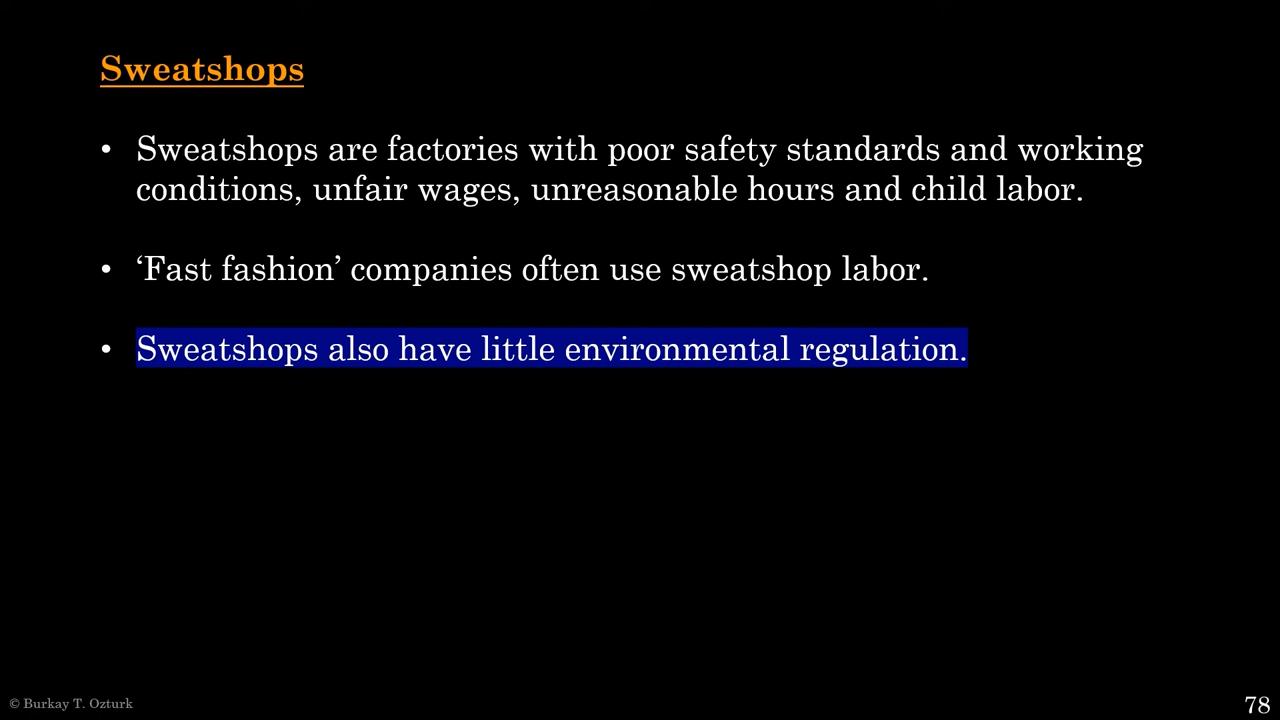 Sweatshops
• Sweatshops are factories with poor safety standards and working
conditions, unfair wages, unreasonable hours and child labor.
• ‘Fast fashion’ companies often use sweatshop labor.
• Sweatshops also have little environmental regulation.
© Burkay T. Ozturk
78